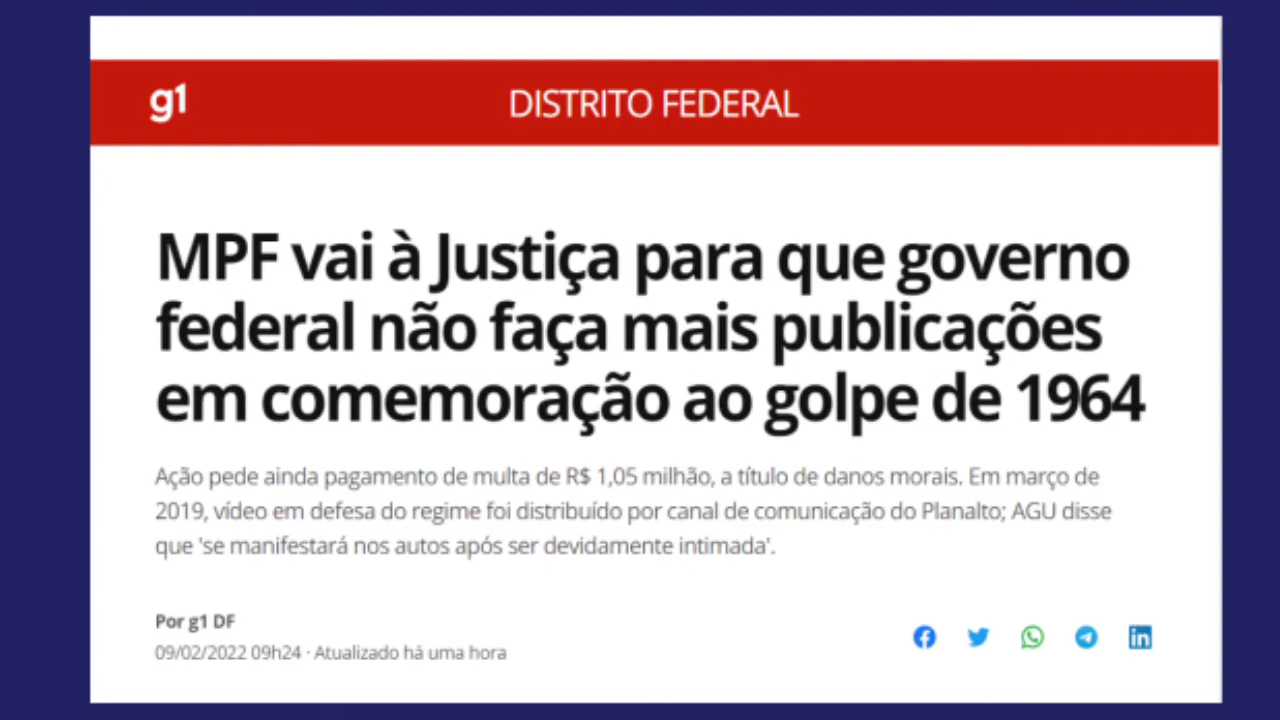 g1
DISTRITO FEDERAL
MPF vai à Justiça para que governo
federal não faça mais publicações
em comemoração ao golpe de 1964
Ação pede ainda pagamento de multa de R$ 1,05 milhão, a título de danos morais. Em março de
2019, vídeo em defesa do regime foi distribuído por canal de comunicação do Planalto; AGU disse
que 'se manifestará nos autos após ser devidamente intimada'.
Por g1 DF
09/02/2022 09h24 · Atualizado há uma hora